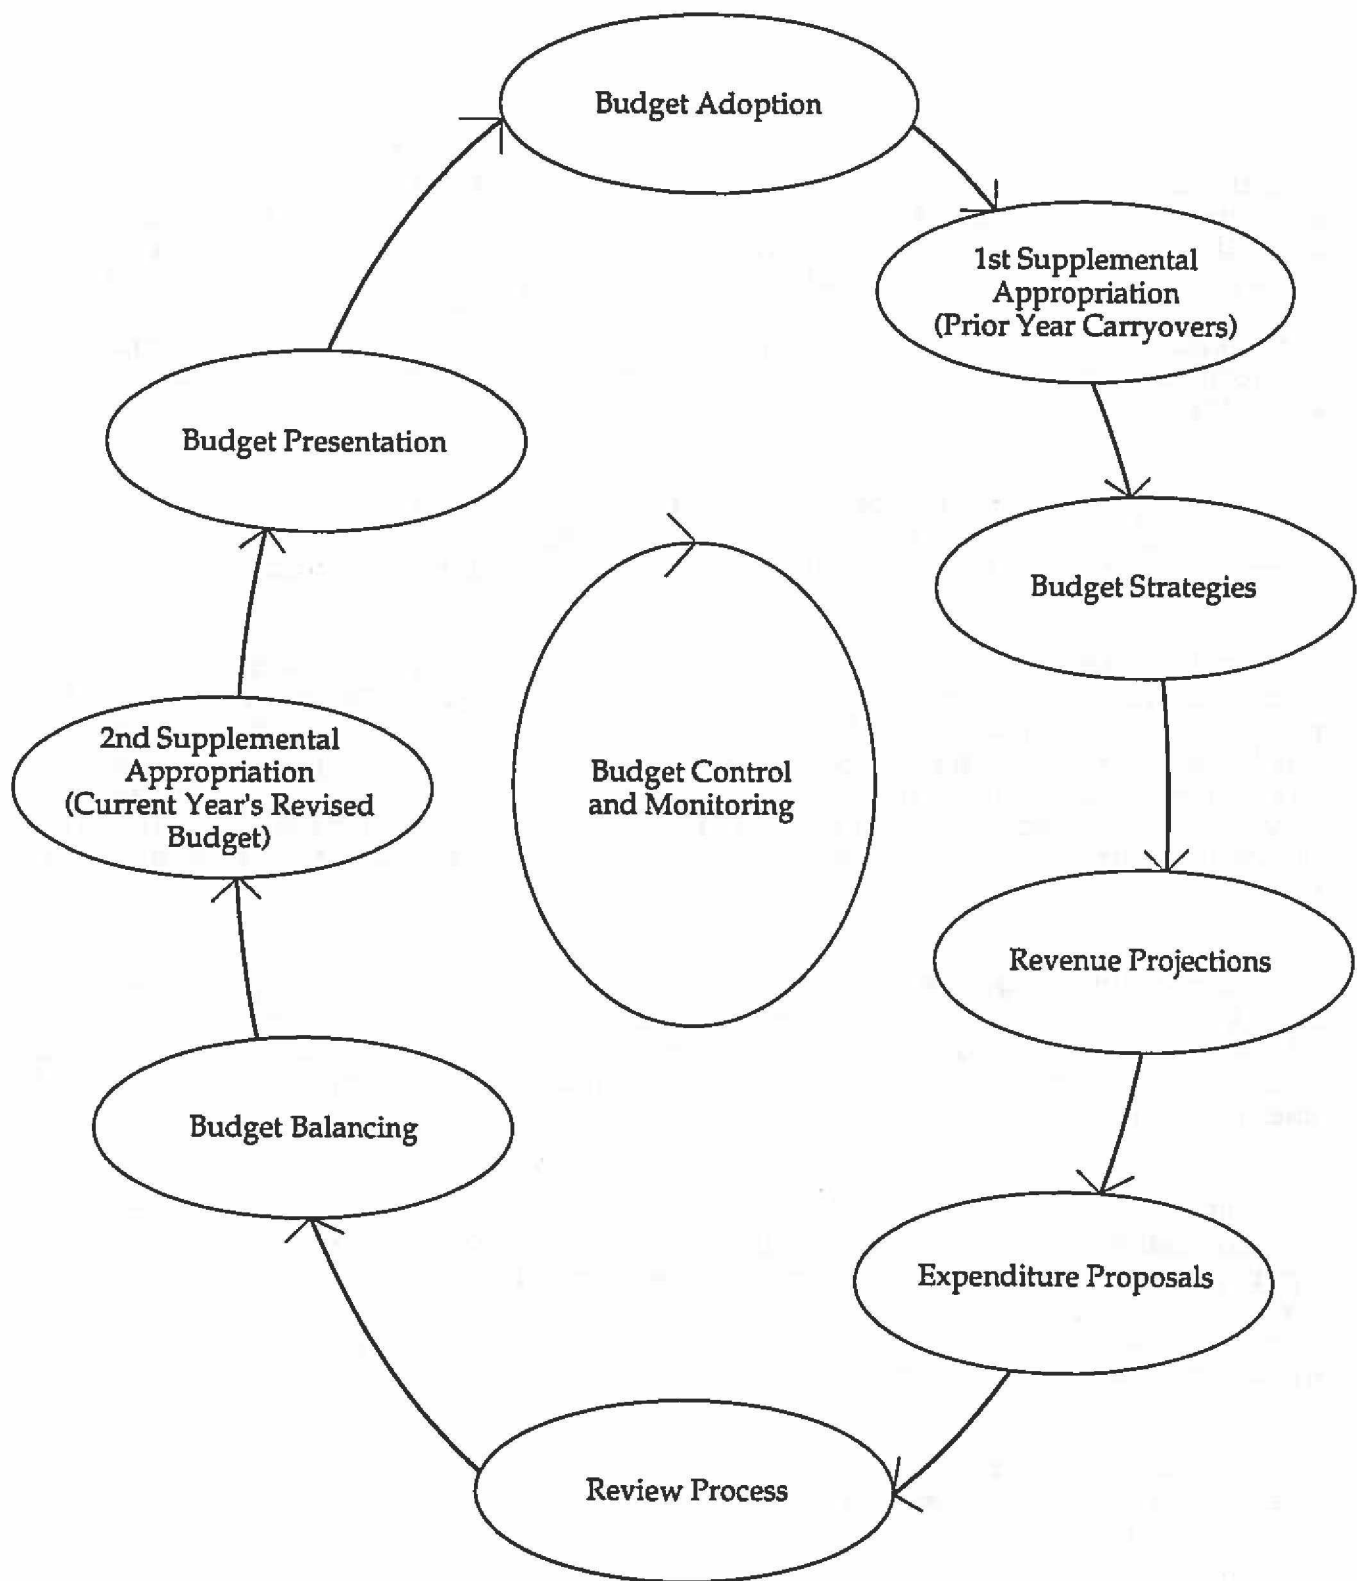 Budget Adoption
1st Supplemental
Appropriation
(Prior Year Carryovers)
Budget Presentation
Budget Strategies
2nd Supplemental
Appropriation
(Current Year's Revised
Budget)
Budget Control
and Monitoring
Revenue Projections
Budget Balancing
Expenditure Proposals
Review Process